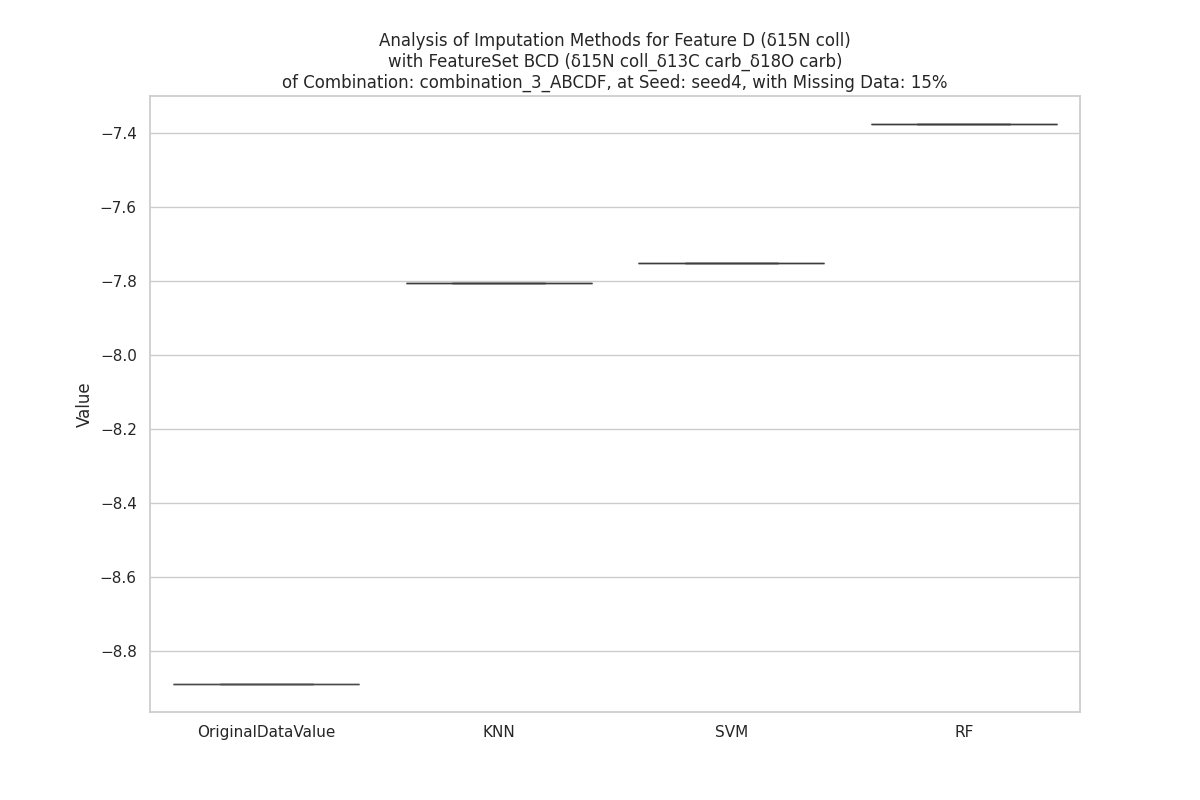 Analysis of Imputation Methods for Feature D (δ15N coll)
with FeatureSet BCD (δ15N coll_δ13C carb_δ18O carb)
of Combination: combination_3_ABCDF, at Seed: seed4, with Missing Data: 15%
−7.4
−7.6
−7.8
−8.0
−8.2
−8.4
−8.6
−8.8
Value
OriginalDataValue KNN SVM RF